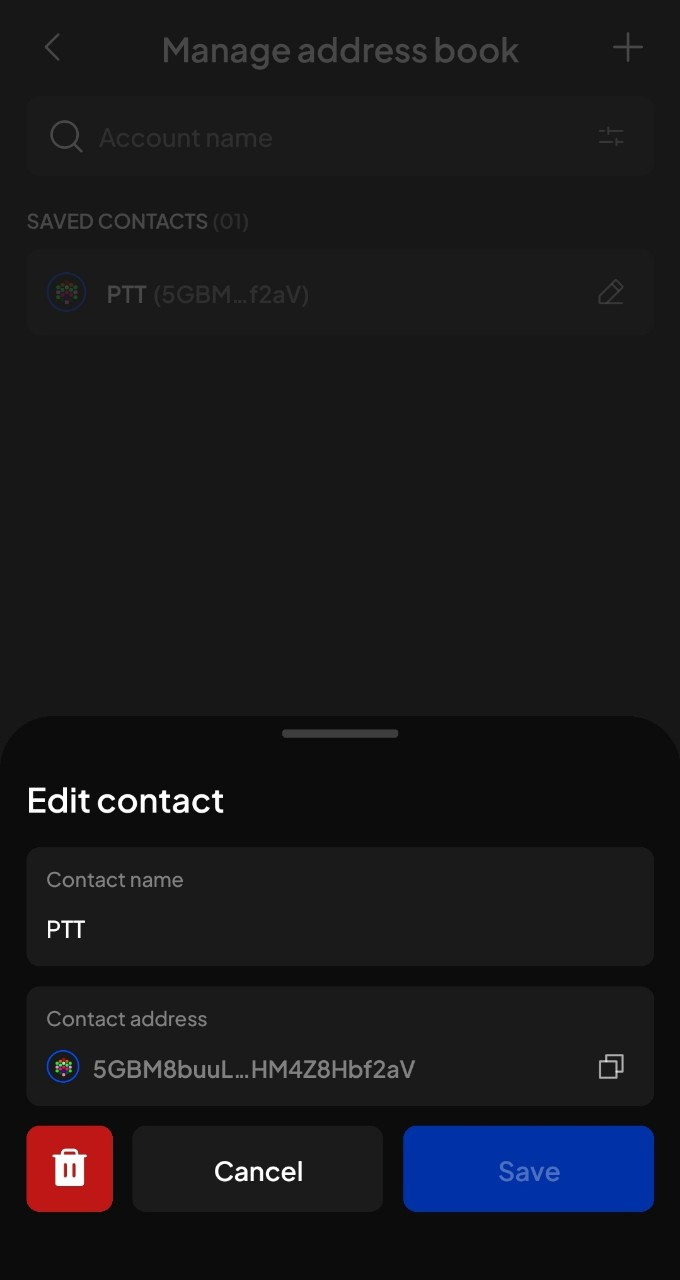 Manage address book
Account name
SAVED CONTACTS (01)
PTT (5GBM...f2aV)
Edit contact
Contact name
PTT
Contact address
5GBM8buuL...HM4Z8Hbf2aV
Cancel
Save